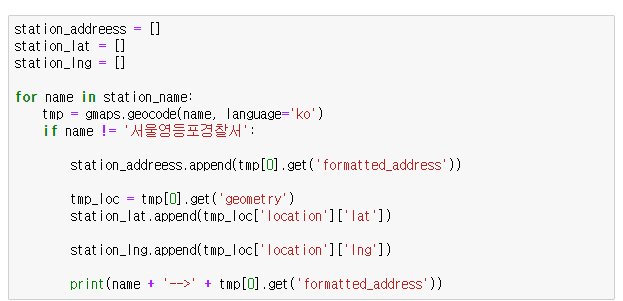 station_addreess = []
station_lat = []
station_lng = []
for name in station_name:
    tmp = gmaps.geocode(name, language='ko')
    if name != '서울영등포경찰서':
        station_addreess.append(tmp[0].get('formatted_address'))
        tmp_loc = tmp[0].get('geometry')
        station_lat.append(tmp_loc['location']['lat'])
        station_lng.append(tmp_loc['location']['lng'])
        print(name + '-->' + tmp[0].get('formatted_address'))